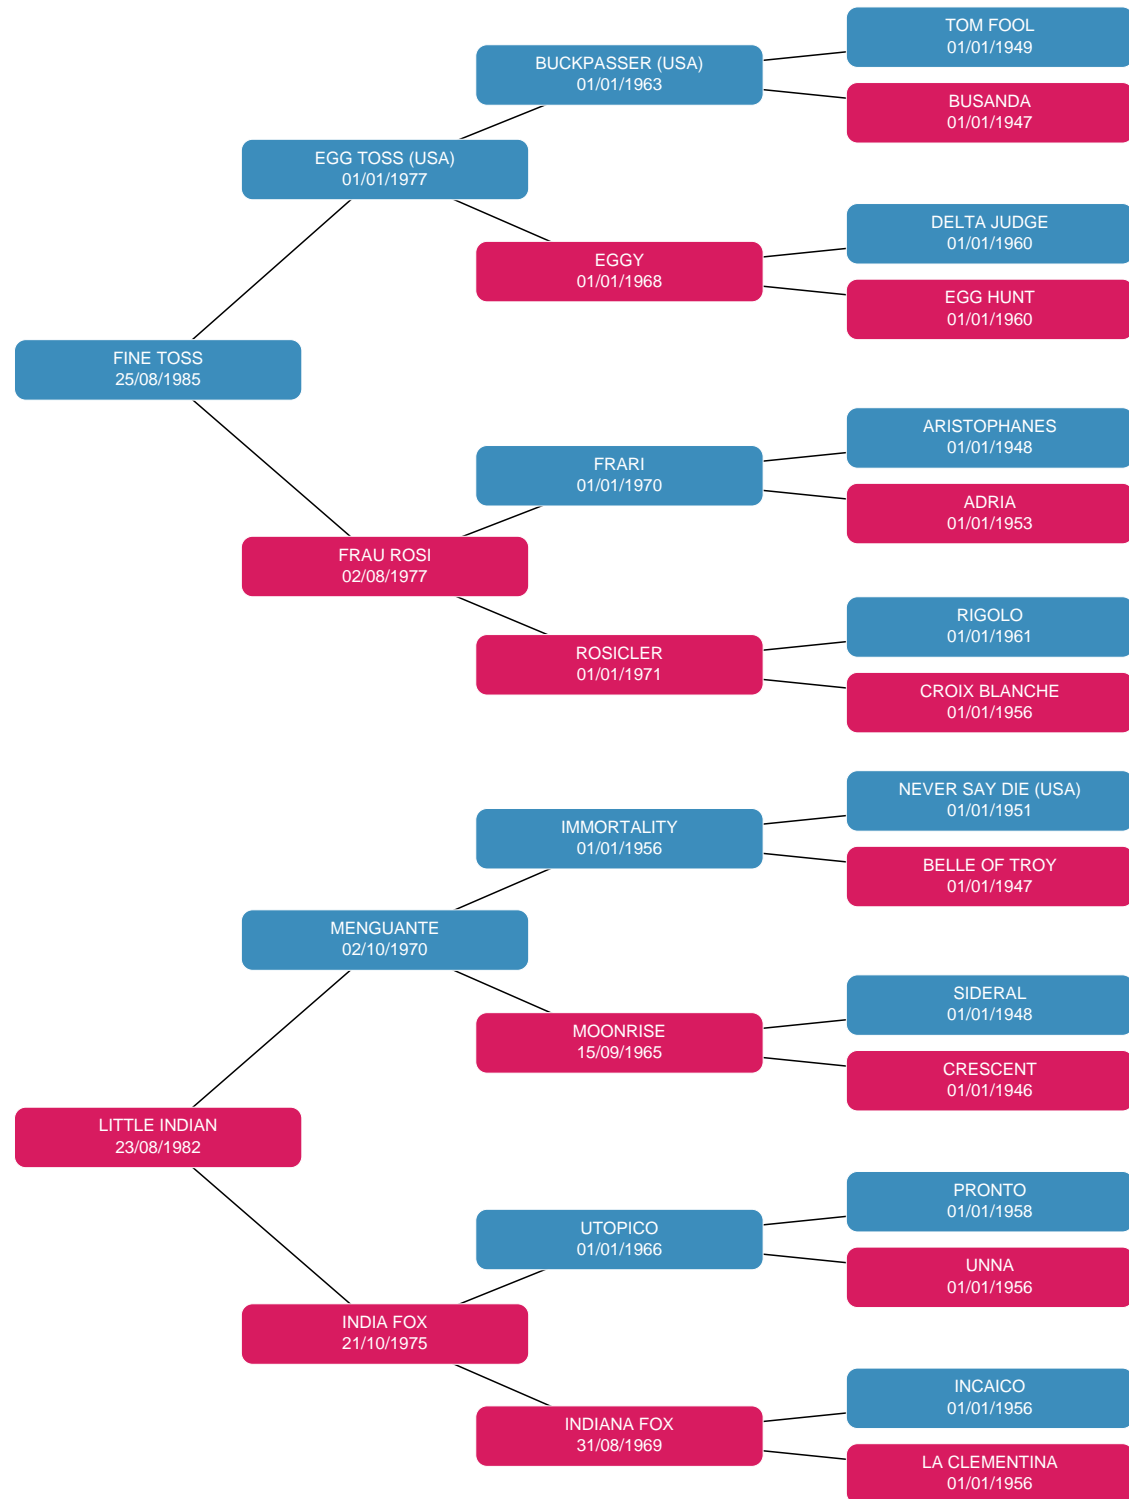 TOM FOOL
01/01/1949
BUCKPASSER (USA)
01/01/1963
BUSANDA
01/01/1947
EGG TOSS (USA)
01/01/1977
DELTA JUDGE
01/01/1960
EGGY
01/01/1968
EGG HUNT
01/01/1960
FINE TOSS
25/08/1985
ARISTOPHANES
01/01/1948
FRARI
01/01/1970
ADRIA
01/01/1953
FRAU ROSI
02/08/1977
RIGOLO
01/01/1961
ROSICLER
01/01/1971
CROIX BLANCHE
01/01/1956
NEVER SAY DIE (USA)
01/01/1951
IMMORTALITY
01/01/1956
BELLE OF TROY
01/01/1947
MENGUANTE
02/10/1970
SIDERAL
01/01/1948
MOONRISE
15/09/1965
CRESCENT
01/01/1946
LITTLE INDIAN
23/08/1982
PRONTO
01/01/1958
UTOPICO
01/01/1966
UNNA
01/01/1956
INDIA FOX
21/10/1975
INCAICO
01/01/1956
INDIANA FOX
31/08/1969
LA CLEMENTINA
01/01/1956